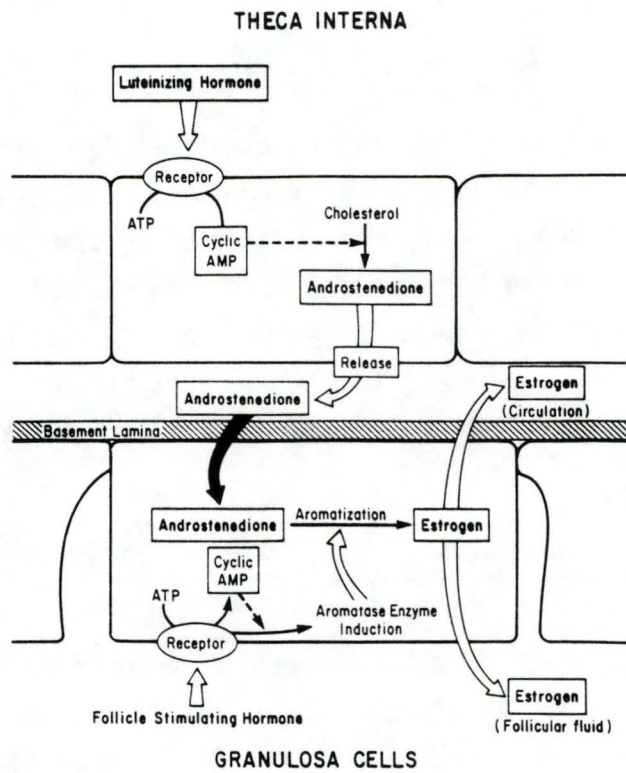 THECA INTERNA
Luteinizing Hormone
Receptor
ATP
Cyclic
AMP
Cholesterol
Androstenedione
Release
Androstenedione
Estrogen
(Circulation)
Basement Lamina
Androstenedione
Aromatization
Estrogen
Cyclic
AMP
ATP
Aromatase Enzyme
Induction
Receptor
Follicle Stimulating Hormone
Estrogen
(Follicular fluid)
GRANULOSA CELLS